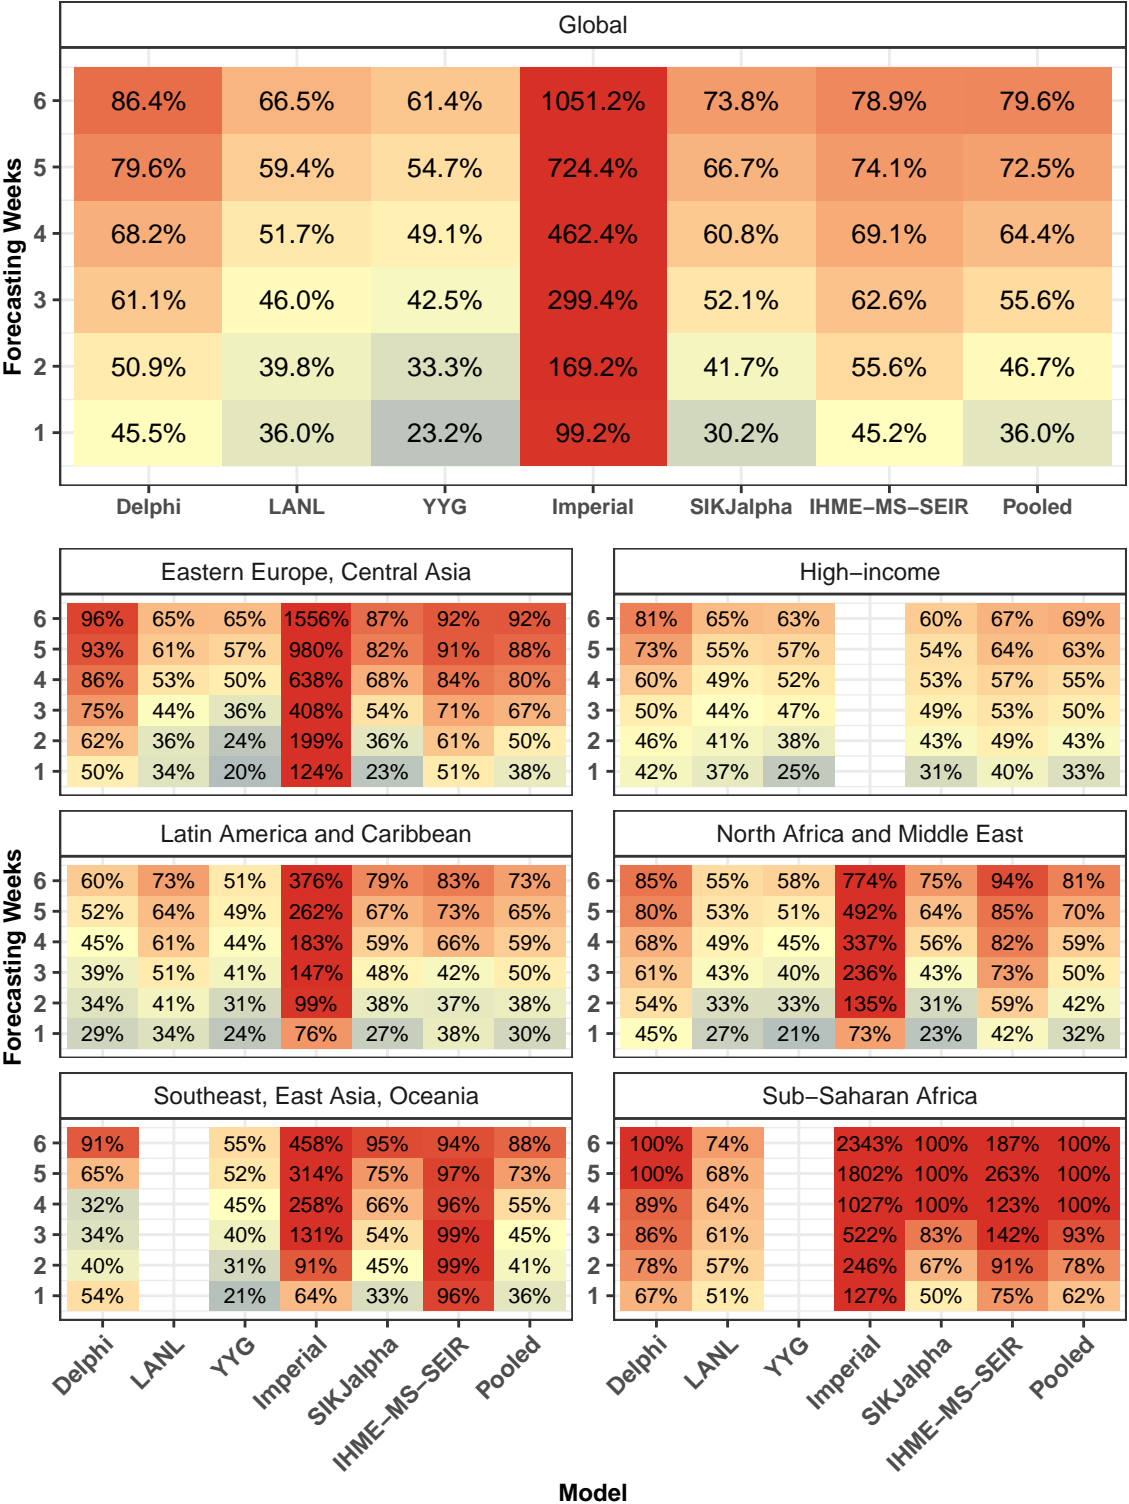 Global
Forecasting Weeks
6 86.4% 66.5% 61.4% 1051.2% 73.8% 78.9% 79.6%
5 79.6% 59.4% 54.7% 724.4% 66.7% 74.1% 72.5%
4 68.2% 51.7% 49.1% 462.4% 60.8% 69.1% 64.4%
3 61.1% 46.0% 42.5% 299.4% 52.1% 62.6% 55.6%
2 50.9% 39.8% 33.3% 169.2% 41.7% 55.6% 46.7%
1 45.5% 36.0% 23.2% 99.2% 30.2% 45.2% 36.0%
Delphi LANL YYG Imperial SIKJalpha IHME−MS−SEIR Pooled
Forecasting Weeks
Eastern Europe, Central Asia
6 96% 65% 65% 1556% 87% 92% 92%
5 93% 61% 57% 980% 82% 91% 88%
4 86% 53% 50% 638% 68% 84% 80%
3 75% 44% 36% 408% 54% 71% 67%
2 62% 36% 24% 199% 36% 61% 50%
1 50% 34% 20% 124% 23% 51% 38%
High−income
6 81% 65% 63% 60% 67% 69%
5 73% 55% 57% 54% 64% 63%
4 60% 49% 52% 53% 57% 55%
3 50% 44% 47% 49% 53% 50%
2 46% 41% 38% 43% 49% 43%
1 42% 37% 25% 31% 40% 33%
Latin America and Caribbean
6 60% 73% 51% 376% 79% 83% 73%
5 52% 64% 49% 262% 67% 73% 65%
4 45% 61% 44% 183% 59% 66% 59%
3 39% 51% 41% 147% 48% 42% 50%
2 34% 41% 31% 99% 38% 37% 38%
1 29% 34% 24% 76% 27% 38% 30%
North Africa and Middle East
6 85% 55% 58% 774% 75% 94% 81%
5 80% 53% 51% 492% 64% 85% 70%
4 68% 49% 45% 337% 56% 82% 59%
3 61% 43% 40% 236% 43% 73% 50%
2 54% 33% 33% 135% 31% 59% 42%
1 45% 27% 21% 73% 23% 42% 32%
Southeast, East Asia, Oceania
6 91% 55% 458% 95% 94% 88%
5 65% 52% 314% 75% 97% 73%
4 32% 45% 258% 66% 96% 55%
3 34% 40% 131% 54% 99% 45%
2 40% 31% 91% 45% 99% 41%
1 54% 21% 64% 33% 96% 36%
Delphi LANL YYG Imperial SIKJalpha IHME−MS−SEIR Pooled
Sub−Saharan Africa
6 100% 74% 2343% 100% 187% 100%
5 100% 68% 1802% 100% 263% 100%
4 89% 64% 1027% 100% 123% 100%
3 86% 61% 522% 83% 142% 93%
2 78% 57% 246% 67% 91% 78%
1 67% 51% 127% 50% 75% 62%
Delphi LANL YYG Imperial SIKJalpha IHME−MS−SEIR Pooled
Model